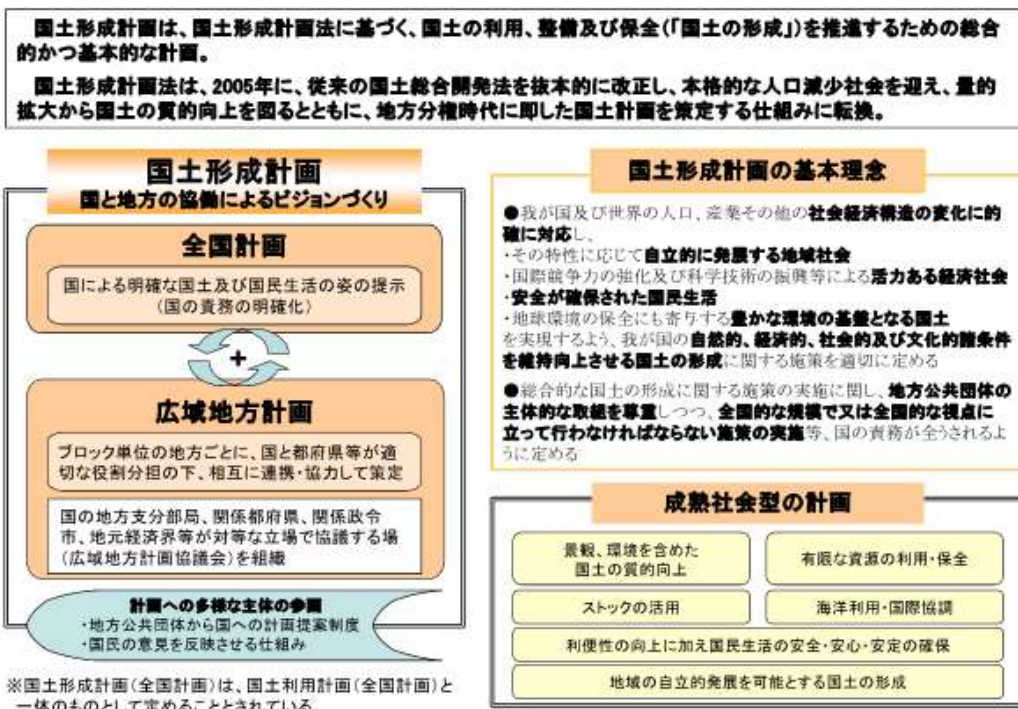 国土形成計画は、国土形成計画法に基づく、国土の利用、整備及び保全(「国土の形成」)を推進するための総合
的かつ基本的な計画。
国土形成計画法は、2005年に、従来の国土総合開発法を抜本的に改正し、本格的な人口減少社会を迎え、量的
拡大から国土の質的向上を図るとともに、地方分権時代に即した国土計画を策定する仕組みに転換。
国土形成計画
国と地方の協働によるビジョンづくり
全国計画
国による明確な国土及び国民生活の姿の提示
(国の責務の明確化)
+
広域地方計画
ブロック単位の地方ごとに、国と都府県等が適
切な役割分担の下、相互に連携・協力して策定
国の地方支分部局、関係都府県、関係政令
市、地元経済界等が対等な立場で協議する場
(広域地方計画協議会)を組織
計画への多様な主体の参画
・地方公共団体から国への計画提案制度
・国民の意見を反映させる仕組み
※国土形成計画(全国計画)は、国土利用計画(全国計画)と
一体のものとして定めることとされている
国土形成計画の基本理念
●我が国及び世界の人口、産業その他の社会経済構造の変化に的
確に対応し、
・その特性に応じて自立的に発展する地域社会
・国際競争力の強化及び科学技術の振興等による活力ある経済社会
・安全が確保された国民生活
・地球環境の保全にも寄与する豊かな環境の基盤となる国土
を実現するよう、我が国の自然的、経済的、社会的及び文化的諸条件
を維持向上させる国土の形成に関する施策を適切に定める
●総合的な国土の形成に関する施策の実施に関し、地方公共団体の
主体的な取組を尊重しつつ、全国的な規模で又は全国的な視点に
立って行わなければならない施策の実施等、国の責務が全うされるよ
うに定める
成熟社会型の計画
景観、環境を含めた
国土の質的向上
有限な資源の利用・保全
ストックの活用
海洋利用・国際協調
利便性の向上に加え国民生活の安全・安心・安定の確保
地域の自立的発展を可能とする国土の形成